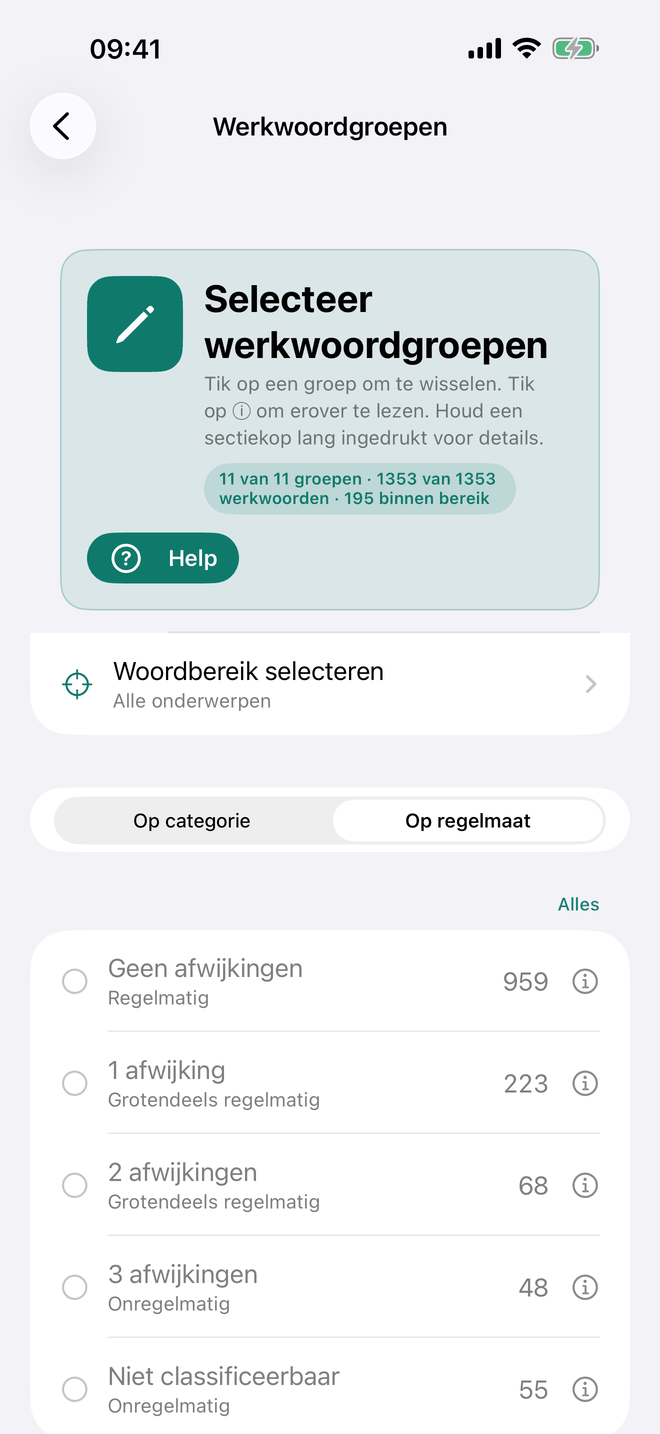 09:41
Werkwoordgroepen
Selecteer
werkwoordgroepen
Tik op een groep om te wisselen. Tik
op ⓘ om erover te lezen. Houd een
sectiekop lang ingedrukt voor details.
11 van 11 groepen · 1353 van 1353
werkwoorden · 195 binnen bereik
Help
Woordbereik selecteren
Alle onderwerpen
Op categorie
Op regelmaat
Alles
Geen afwijkingen
Regelmatig
959
1 afwijking
Grotendeels regelmatig
223
2 afwijkingen
Grotendeels regelmatig
68
3 afwijkingen
Onregelmatig
48
Niet classificeerbaar
Onregelmatig
55